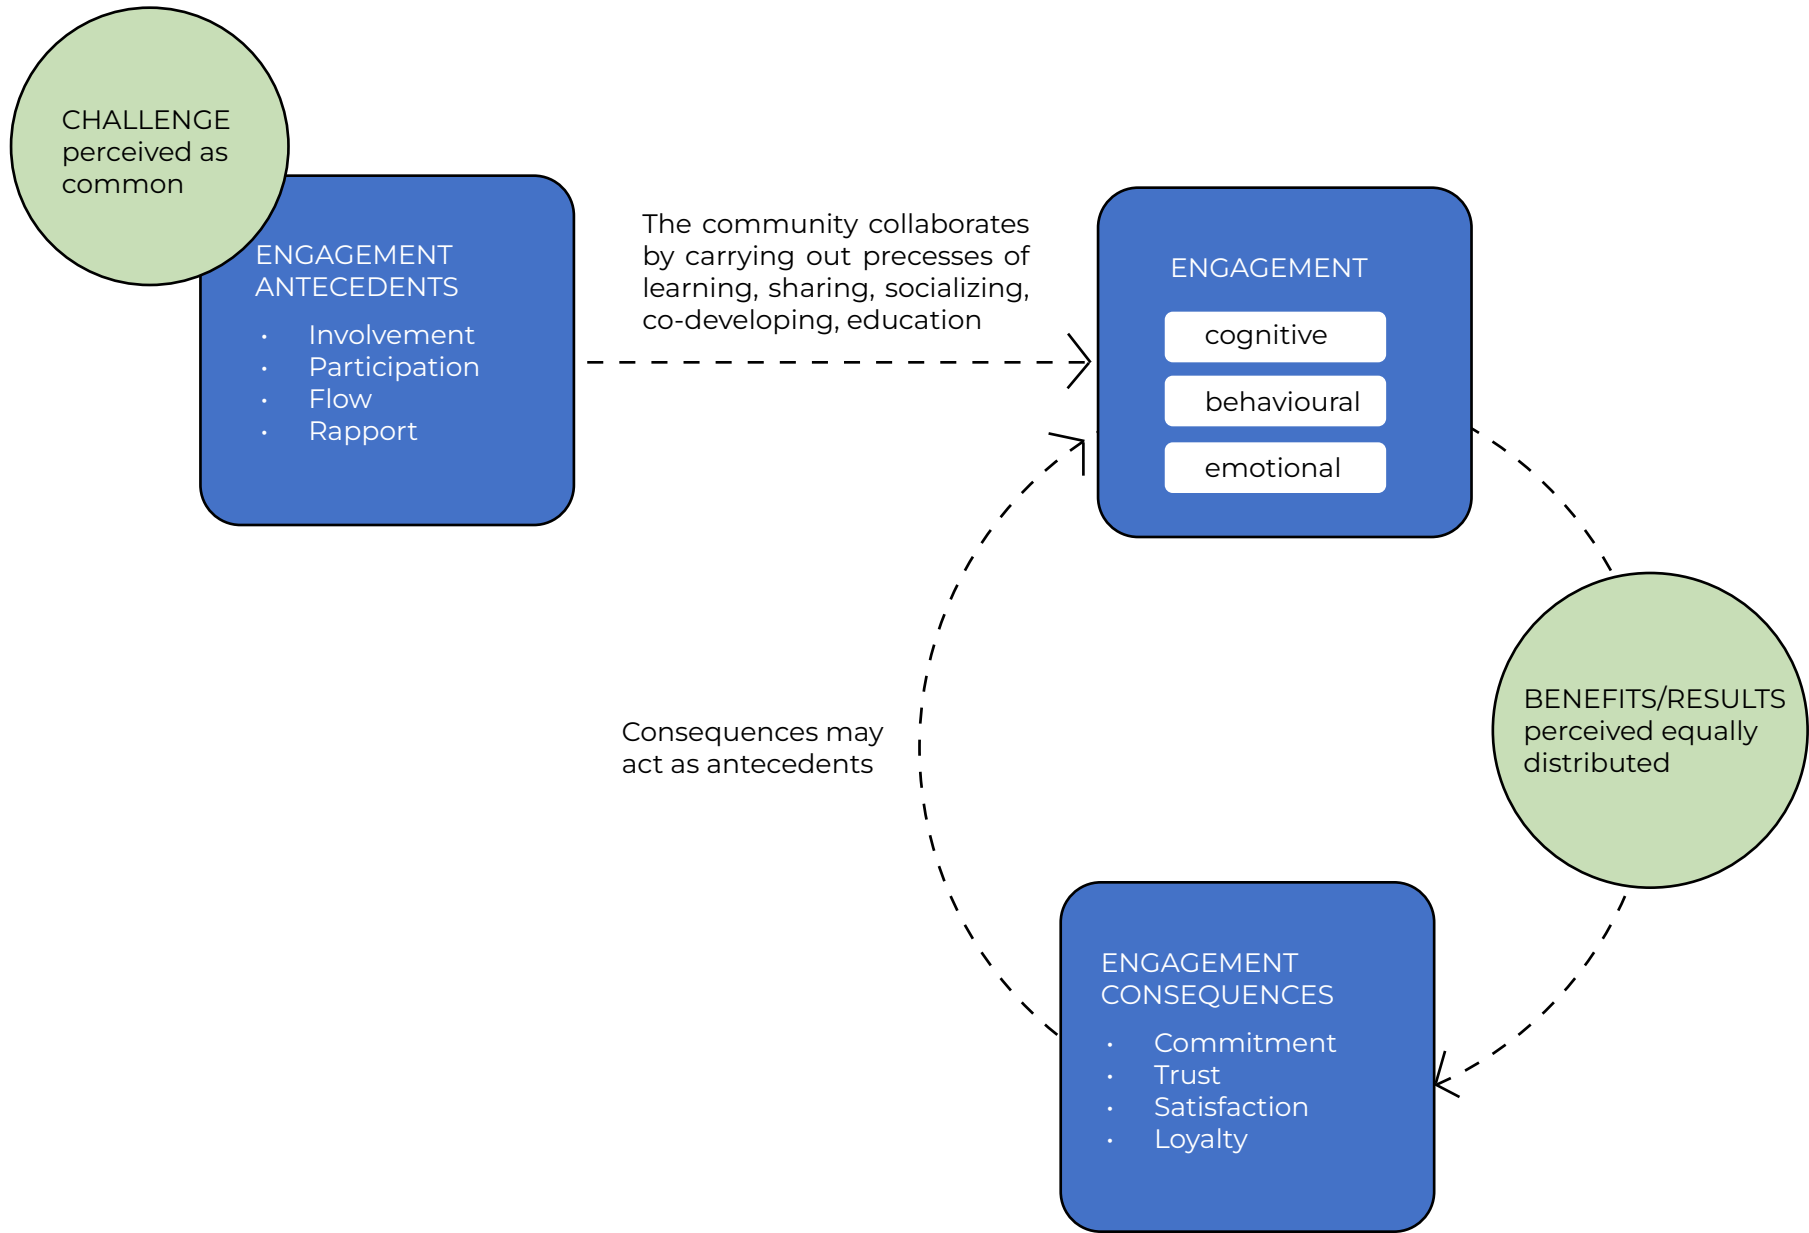 CHALLENGE
perceived as
common
ENGAGEMENT
ANTECEDENTS
· Involvement
· Participation
· Flow
· Rapport
The community collaborates
by carrying out precesses of
learning, sharing, socializing,
co-developing, education
ENGAGEMENT
cognitive
behavioural
emotional
Consequences may
act as antecedents
BENEFITS/RESULTS
perceived equally
distributed
ENGAGEMENT
CONSEQUENCES
· Commitment
· Trust
· Satisfaction
· Loyalty